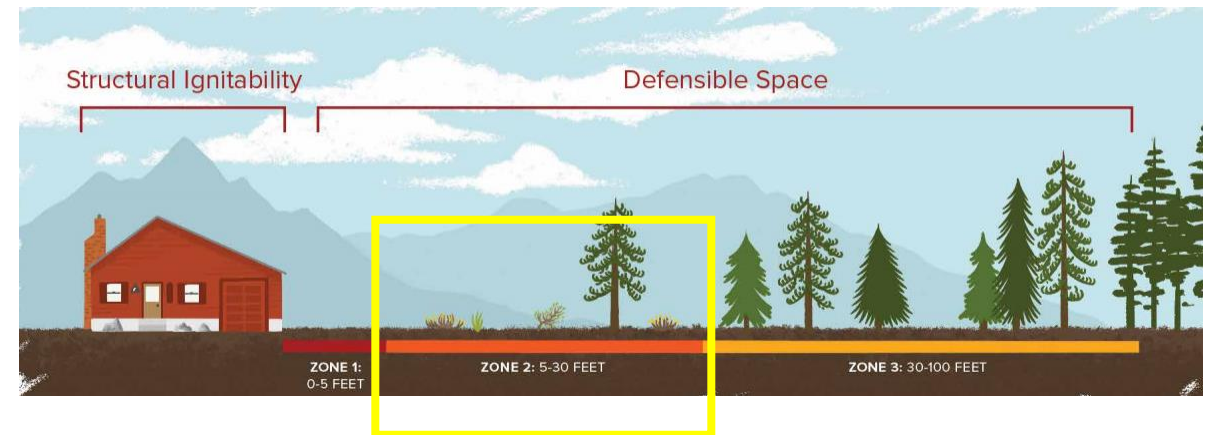 Structural Ignitability
Defensible Space
ZONE 1:
0-5 FEET
ZONE 2: 5-30 FEET
ZONE 3: 30-100 FEET